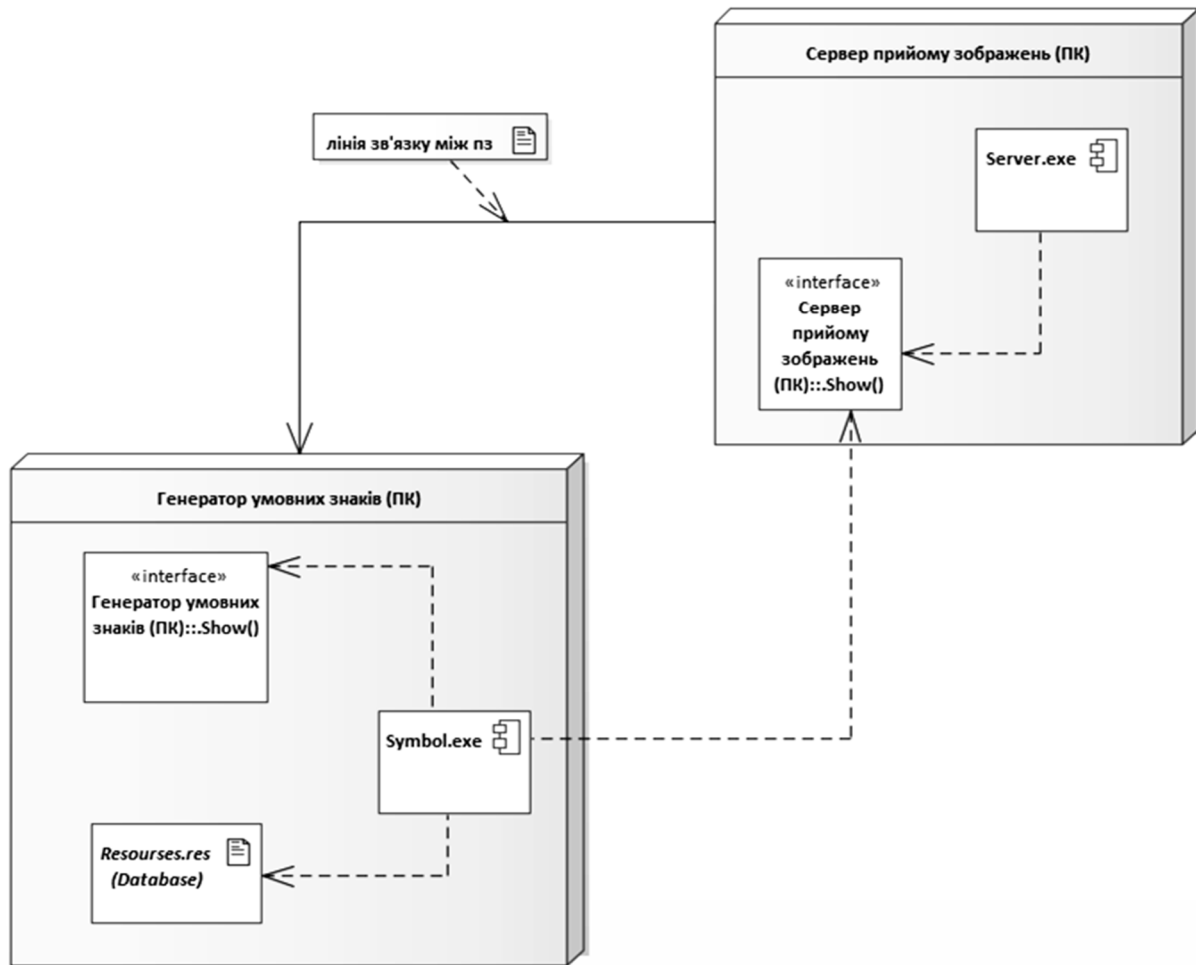 Сервер прийому зображень (ПК)
лінія зв'язку між пз
Server.exe
«interface»
Сервер
прийому
зображень
(ПК)::.Show()
Генератор умовних знаків (ПК)
«interface»
Генератор умовних
знаків (ПК)::.Show()
Symbol.exe
Resourses.res
(Database)